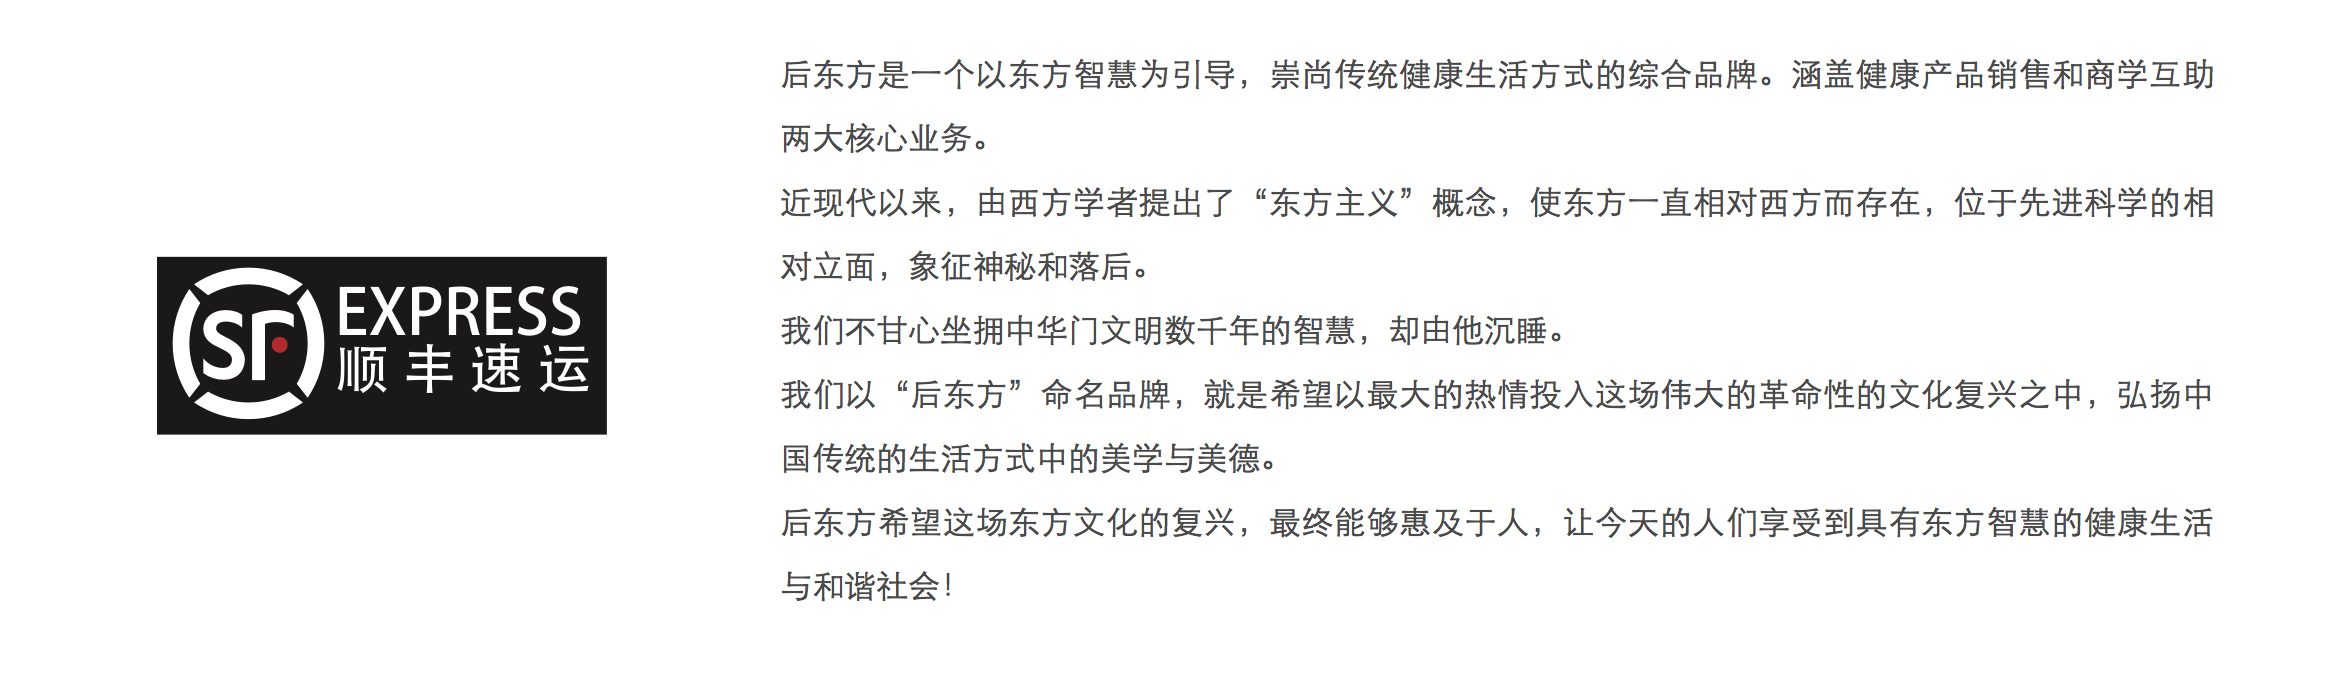 SF
EXPRESS
顺丰速运
后东方是一个以东方智慧为引导，崇尚传统健康生活方式的综合品牌。涵盖健康产品销售和商学互助
两大核心业务。
近现代以来，由西方学者提出了“东方主义”概念，使东方一直相对西方而存在，位于先进科学的相
对立面，象征神秘和落后。
我们不甘心坐拥中华门文明数千年的智慧，却由他沉睡。
我们以“后东方”命名品牌，就是希望以最大的热情投入这场伟大的革命性的文化复兴之中，弘扬中
国传统的生活方式中的美学与美德。
后东方希望这场东方文化的复兴，最终能够惠及于人，让今天的人们享受到具有东方智慧的健康生活
与和谐社会！